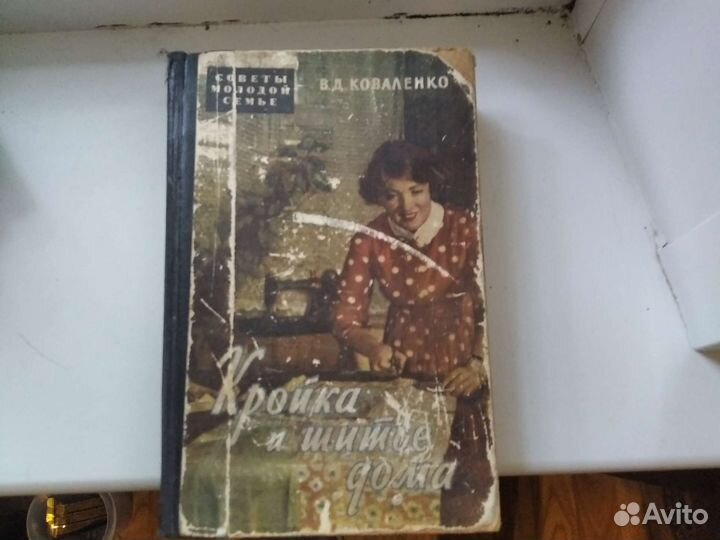 СОВЕТЫ
МОЛОДОЙ
СЕМЬЕ
В.Д. КОВАЛЕНКО
Кройка
и шитье
дома
Avito